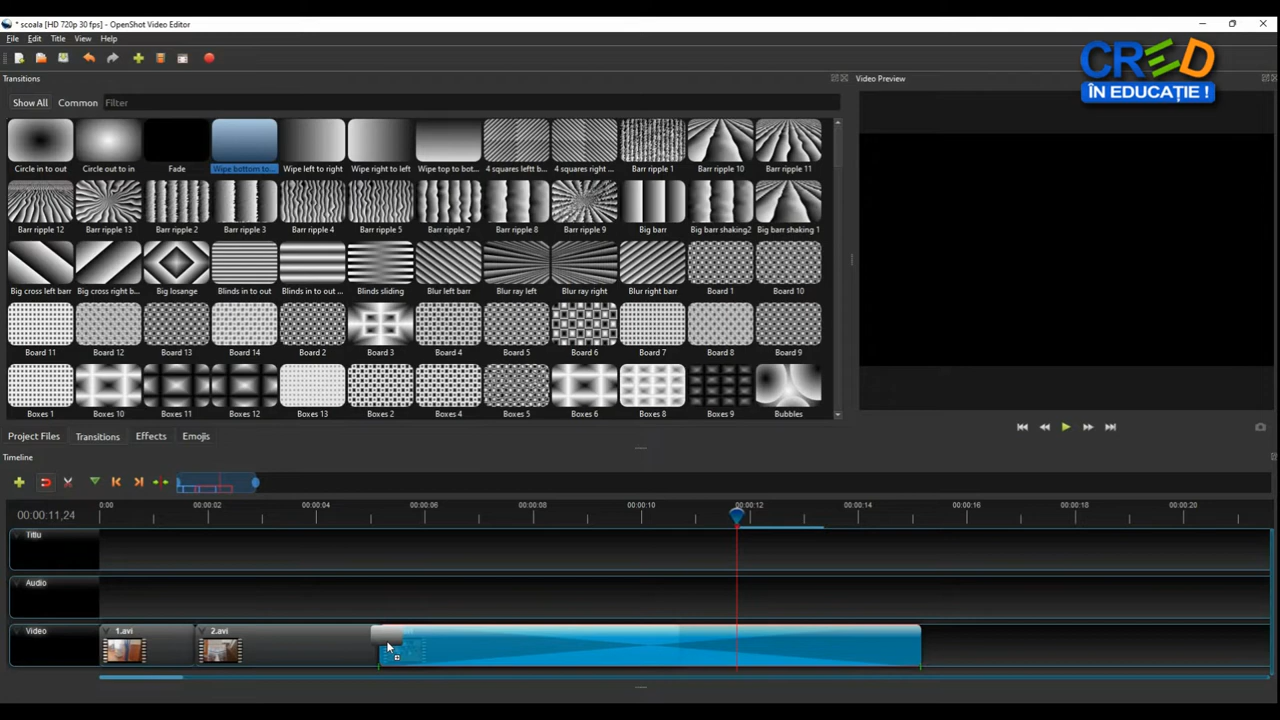 * scoala [HD 720p 30 fps] - OpenShot Video Editor
File Edit Title View Help
CRED
ÎN EDUCAȚIE !
Transitions
Video Preview
Show All Common Filter
Circle in to out Circle out to in Fade Wipe bottom to... Wipe left to right Wipe right to left Wipe top to bot... 4 squares left b... 4 squares right ... Barr ripple 1 Barr ripple 10 Barr ripple 11
Barr ripple 12 Barr ripple 13 Barr ripple 2 Barr ripple 3 Barr ripple 4 Barr ripple 5 Barr ripple 7 Barr ripple 8 Barr ripple 9 Big barr Big barr shaking2 Big barr shaking 1
Big cross left barr Big cross right b... Big losange Blinds in to out Blinds in to out ... Blinds sliding Blur left barr Blur ray left Blur ray right Blur right barr Board 1 Board 10
Board 11 Board 12 Board 13 Board 14 Board 2 Board 3 Board 4 Board 5 Board 6 Board 7 Board 8 Board 9
Boxes 1 Boxes 10 Boxes 11 Boxes 12 Boxes 13 Boxes 2 Boxes 4 Boxes 5 Boxes 6 Boxes 8 Boxes 9 Bubbles
Project Files Transitions Effects Emojis
Timeline
00:00:11,24
0:00 00:00:02 00:00:04 00:00:06 00:00:08 00:00:10 00:00:12 00:00:14 00:00:16 00:00:18 00:00:20
Titlu
Audio
Video 1.avi 2.avi